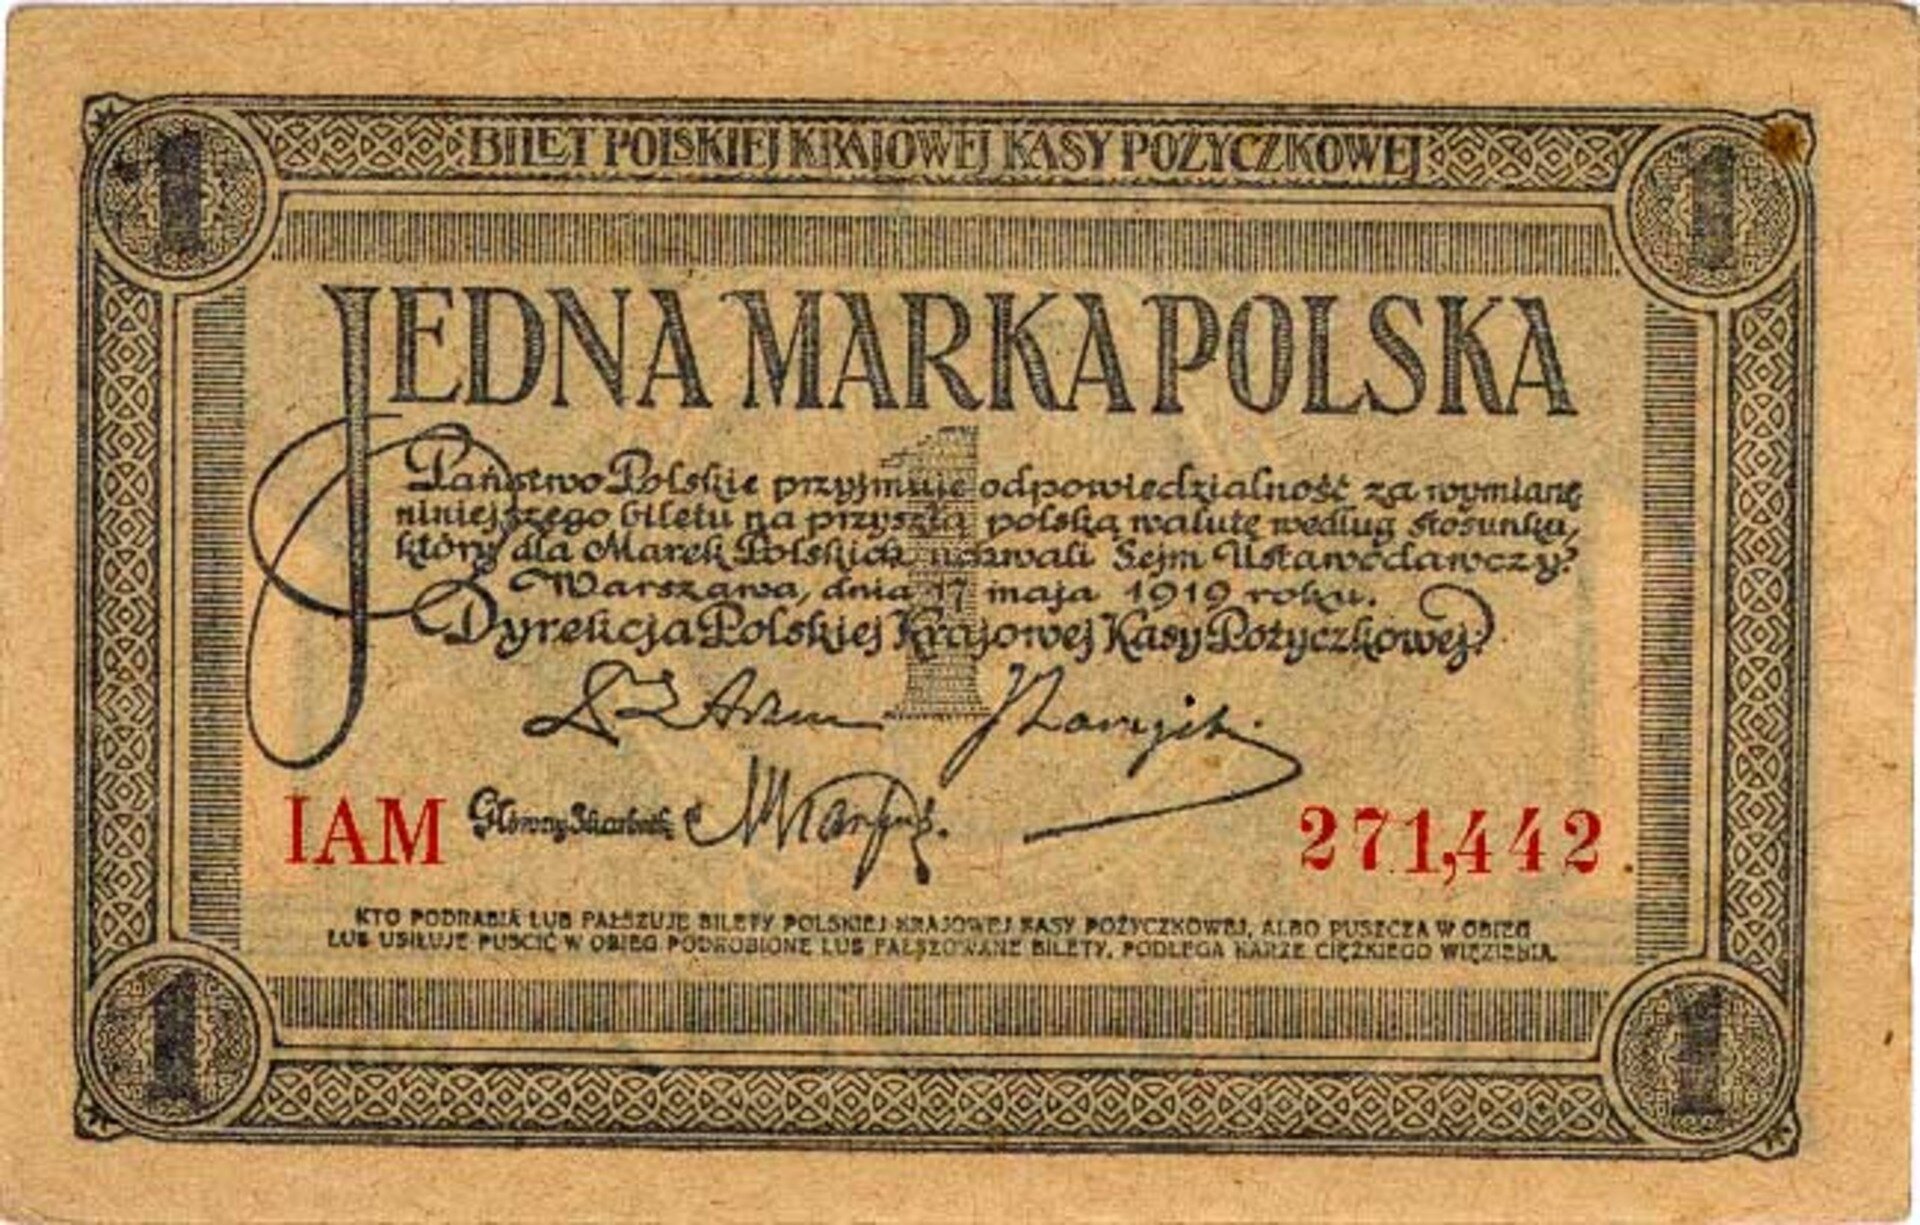 1 BILET POLSKIEJ KRAJOWEJ KASY POŻYCZKOWEJ 1
JEDNA MARKA POLSKA
1
Państwo Polskie przyjmuje odpowiedzialność za wymianę
niniejszego biletu na przyszłą polską walutę według stosunku,
który dla Marek Polskich uchwali Sejm Ustawodawczy.
Warszawa, dnia 17 maja 1919 roku.
Dyrekcja Polskiej Krajowej Kasy Pożyczkowej:
IAM Główny Skarbnik 271,442
KTO PODRABIA LUB FAŁSZUJE BILETY POLSKIEJ KRAJOWEJ KASY POŻYCZKOWEJ, ALBO PUSZCZA W OBIEG
LUB USIŁUJE PUŚCIĆ W OBIEG PODROBIONE LUB FAŁSZOWANE BILETY, PODLEGA KARZE CIĘŻKIEGO WIĘZIENIA.
1 1